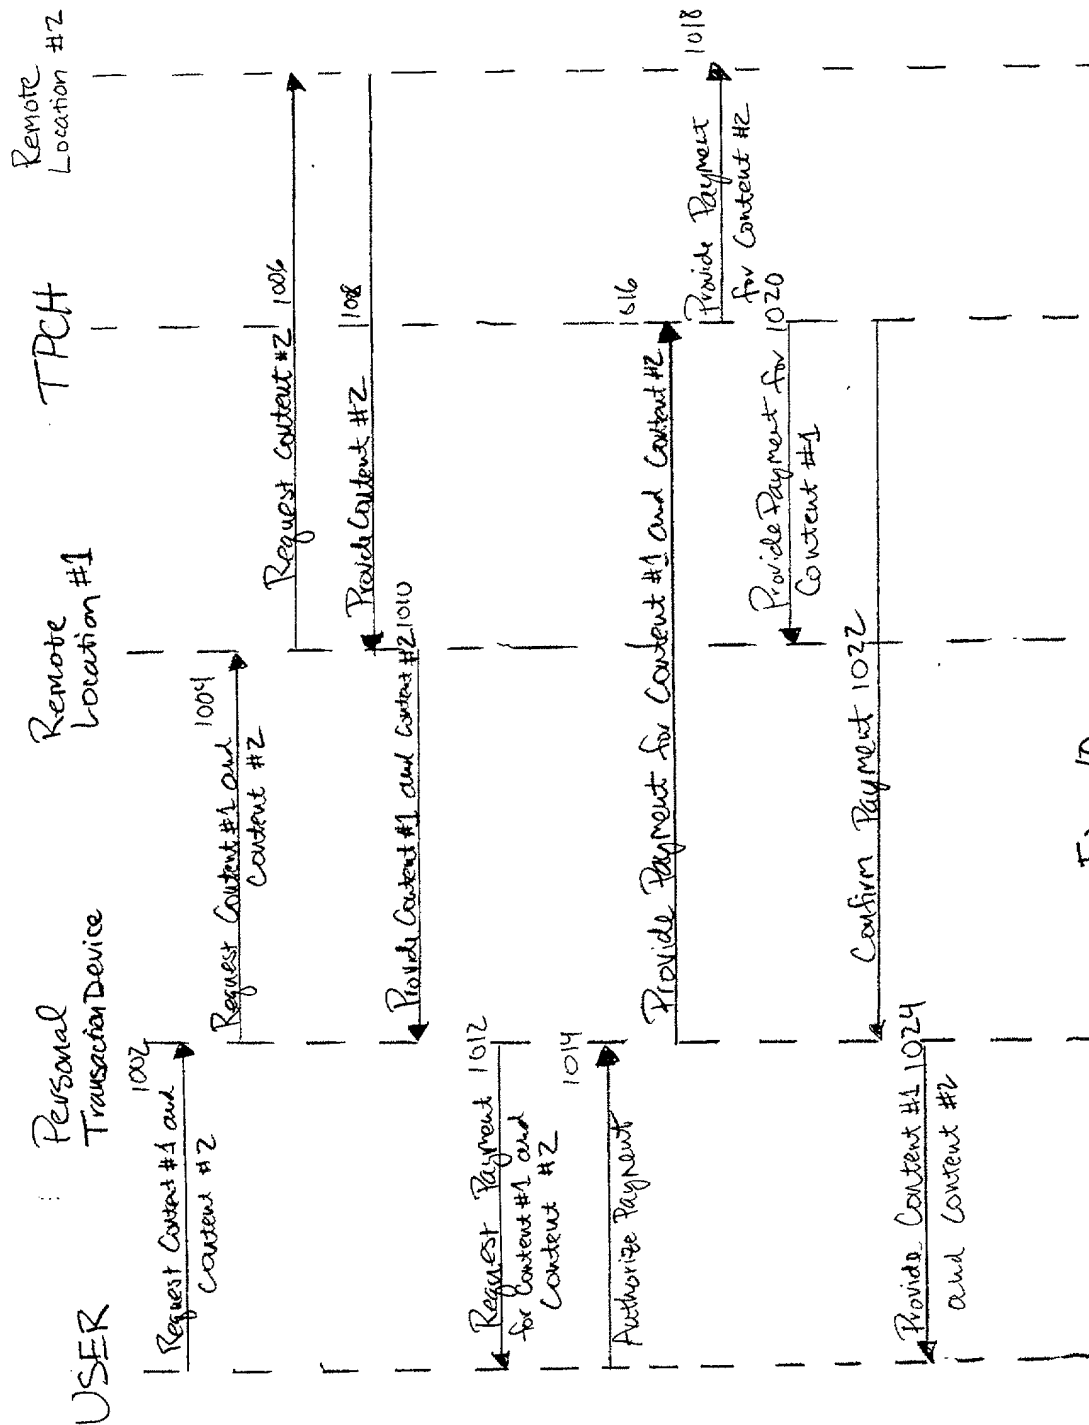 USER
Personal
Transaction Device
Remote
Location #1
TPCH
Remote
Location #2
1002
Request Content #1 and
Content #2
1004
Request Content #1 and
Content #2
Request Content #2 1006
Provide Content #2
1008
Provide Content #1 and Content #2 1010
Request Payment 1012
for Content #1 and
Content #2
1014
Authorize Payment
1016
Provide Payment for Content #1 and Content #2
1018
Provide Payment
for Content #2
Provide Payment for 1020
Content #1
Confirm Payment 1022
Provide Content #1 1024
and Content #2